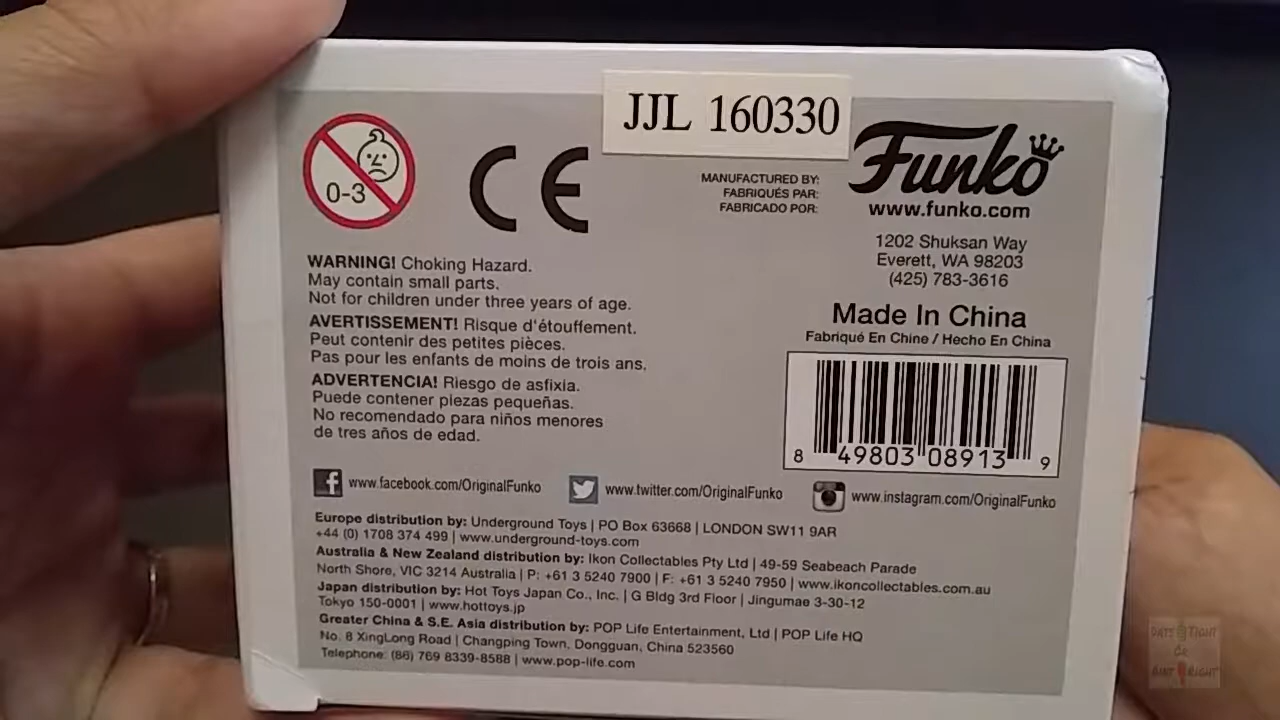 JJL 160330
0-3
CE
MANUFACTURED BY:
FABRIQUÉS PAR:
FABRICADO POR:
Funko
www.funko.com
1202 Shuksan Way
Everett, WA 98203
(425) 783-3616
Made In China
Fabriqué En Chine / Hecho En China
8 49803 08913 9
WARNING! Choking Hazard.
May contain small parts.
Not for children under three years of age.
AVERTISSEMENT! Risque d'étouffement.
Peut contenir des petites pièces.
Pas pour les enfants de moins de trois ans.
ADVERTENCIA! Riesgo de asfixia.
Puede contener piezas pequeñas.
No recomendado para niños menores
de tres años de edad.
www.facebook.com/OriginalFunko
www.twitter.com/OriginalFunko
www.instagram.com/OriginalFunko
Europe distribution by: Underground Toys | PO Box 63668 | LONDON SW11 9AR
+44 (0) 1708 374 499 | www.underground-toys.com
Australia & New Zealand distribution by: Ikon Collectables Pty Ltd | 49-59 Seabeach Parade
North Shore, VIC 3214 Australia | P: +61 3 5240 7900 | F: +61 3 5240 7950 | www.ikoncollectables.com.au
Japan distribution by: Hot Toys Japan Co., Inc. | G Bldg 3rd Floor | Jingumae 3-30-12
Tokyo 150-0001 | www.hottoys.jp
Greater China & S.E. Asia distribution by: POP Life Entertainment, Ltd | POP Life HQ
No. 8 XingLong Road | Changping Town, Dongguan, China 523560
Telephone: (86) 769 8339-8588 | www.pop-life.com